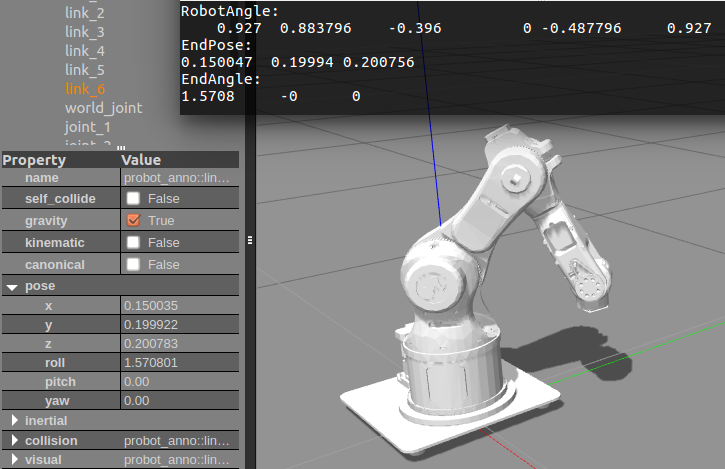 link_2
link_3
link_4
link_5
link_6
world_joint
joint_1
RobotAngle:
0.927 0.883796 -0.396 0 -0.487796 0.927
EndPose:
0.150047 0.19994 0.200756
EndAngle:
1.5708 -0 0
Property Value
name probot_anno::lin...
self_collide False
gravity True
kinematic False
canonical False
pose
x 0.150035
y 0.199922
z 0.200783
roll 1.570801
pitch 0.00
yaw 0.00
inertial
collision probot_anno::lin...
visual probot_anno::lin...